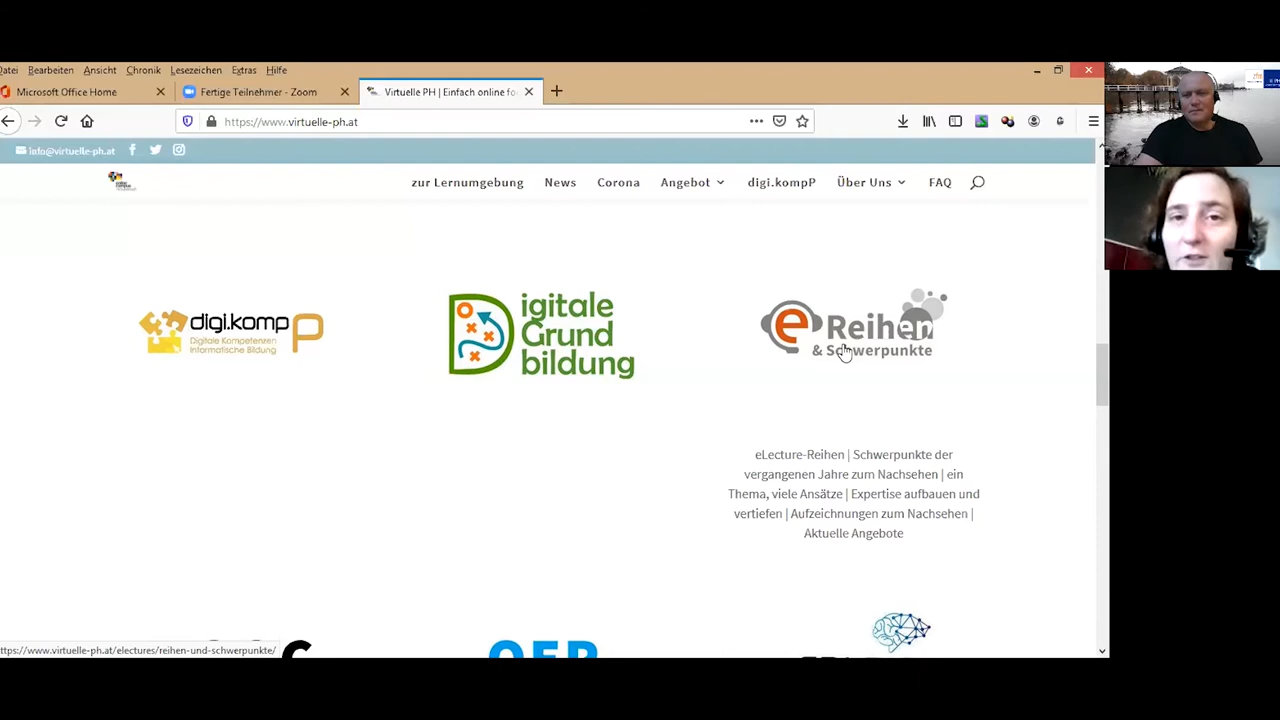 Datei Bearbeiten Ansicht Chronik Lesezeichen Extras Hilfe
Microsoft Office Home
Fertige Teilnehmer - Zoom
Virtuelle PH | Einfach online fo
https://www.virtuelle-ph.at
info@virtuelle-ph.at
zur Lernumgebung News Corona Angebot digi.kompP Über Uns FAQ
digi.komp P
Digitale Kompetenzen
Informatische Bildung
Digitale
Grund
bildung
e Reihen
& Schwerpunkte
eLecture-Reihen | Schwerpunkte der
vergangenen Jahre zum Nachsehen | ein
Thema, viele Ansätze | Expertise aufbauen und
vertiefen | Aufzeichnungen zum Nachsehen |
Aktuelle Angebote
OER
https://www.virtuelle-ph.at/electures/reihen-und-schwerpunkte/